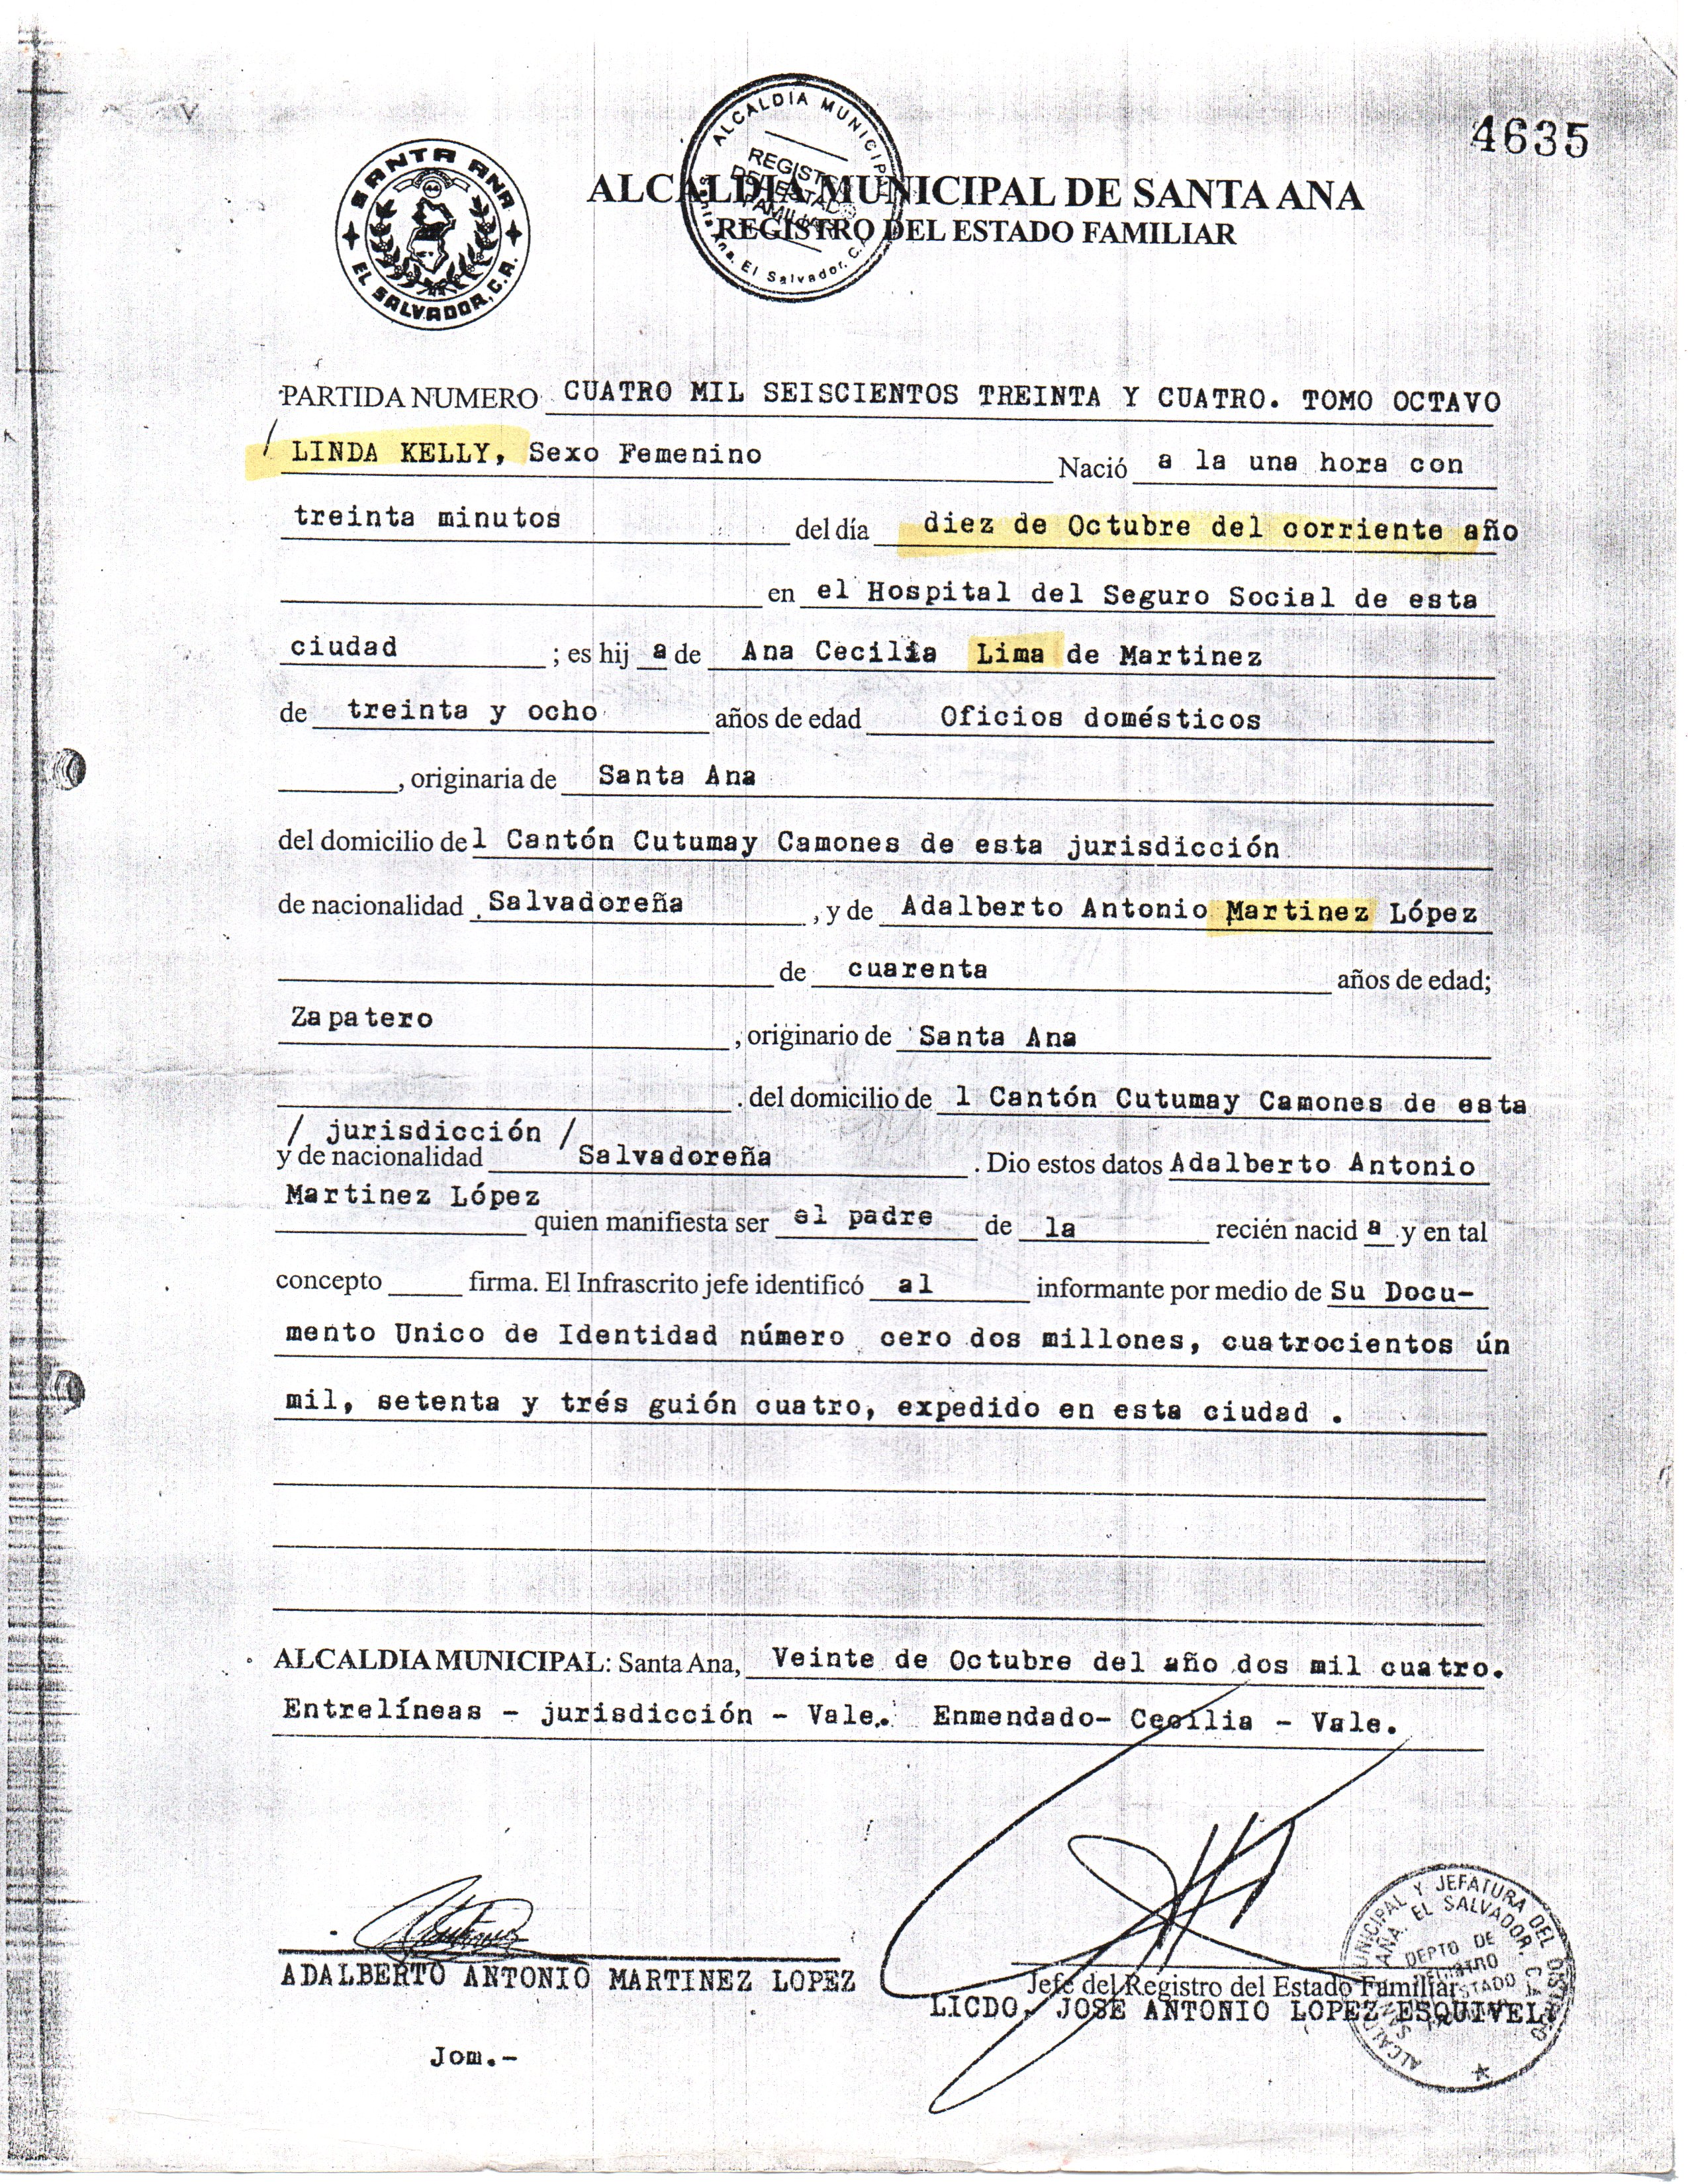 4635
SANTA ANA
EL SALVADOR, C.A.
ALCALDÍA MUNICIPAL
REGISTRO
DEL ESTADO
FAMILIAR
Santa Ana, El Salvador, C.A.
ALCALDIA MUNICIPAL DE SANTA ANA
REGISTRO DEL ESTADO FAMILIAR
PARTIDA NUMERO CUATRO MIL SEISCIENTOS TREINTA Y CUATRO. TOMO OCTAVO
LINDA KELLY, Sexo Femenino Nació a la una hora con
treinta minutos del día diez de Octubre del corriente año
en el Hospital del Seguro Social de esta
ciudad ; es hij a de Ana Cecilia Lima de Martinez
de treinta y ocho años de edad Oficios domésticos
, originaria de Santa Ana
del domicilio de l Cantón Cutumay Camones de esta jurisdicción
de nacionalidad Salvadoreña , y de Adalberto Antonio Martinez López
de cuarenta años de edad;
Zapatero , originario de Santa Ana
. del domicilio de l Cantón Cutumay Camones de esta
/ jurisdicción /
y de nacionalidad Salvadoreña . Dio estos datos Adalberto Antonio
Martinez López quien manifiesta ser el padre de la recién nacid a y en tal
concepto firma. El Infrascrito jefe identificó al informante por medio de Su Docu-
mento Unico de Identidad número cero dos millones, cuatrocientos ún
mil, setenta y trés guión cuatro, expedido en esta ciudad .
ALCALDIA MUNICIPAL: Santa Ana, Veinte de Octubre del año dos mil cuatro.
Entrelíneas - jurisdicción - Vale. Enmendado- Cecilia - Vale.
ADALBERTO ANTONIO MARTINEZ LOPEZ
Jefe del Registro del Estado Familiar
LICDO. JOSE ANTONIO LOPEZ ESQUIVEL
MUNICIPAL Y JEFATURA DEL
ANA. EL SALVADOR, C.A.
DEPTO DE
Jom.-